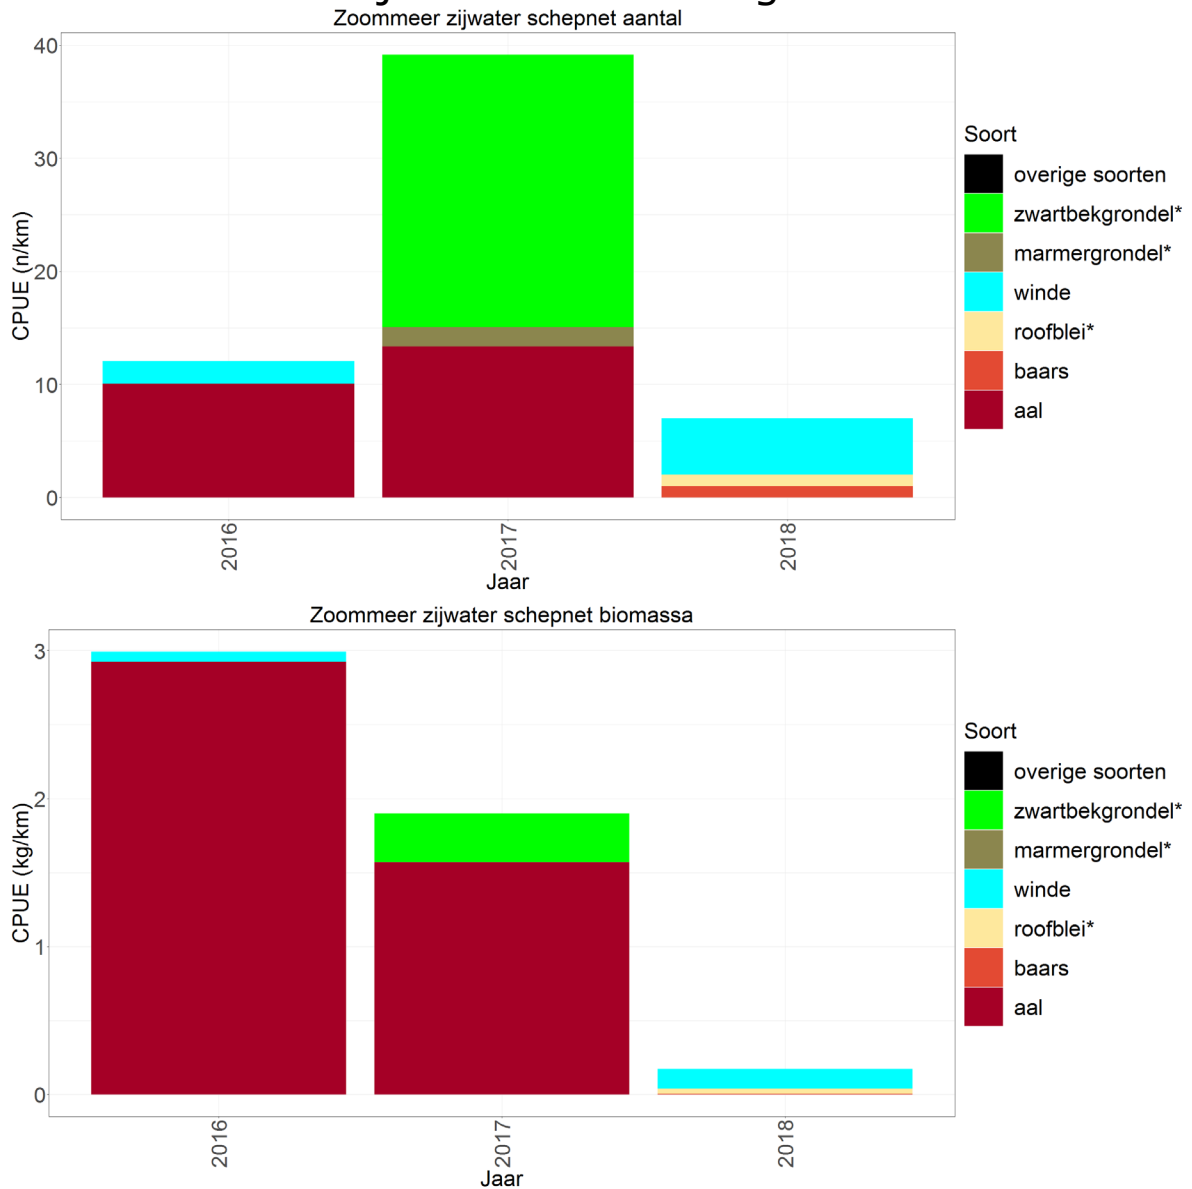 Zoommeer zijwater schepnet aantal
CPUE (n/km)
40
30
20
10
0
2016
2017
2018
Jaar
Soort
overige soorten
zwartbekgrondel*
marmergrondel*
winde
roofblei*
baars
aal
Zoommeer zijwater schepnet biomassa
CPUE (kg/km)
3
2
1
0
2016
2017
2018
Jaar
Soort
overige soorten
zwartbekgrondel*
marmergrondel*
winde
roofblei*
baars
aal